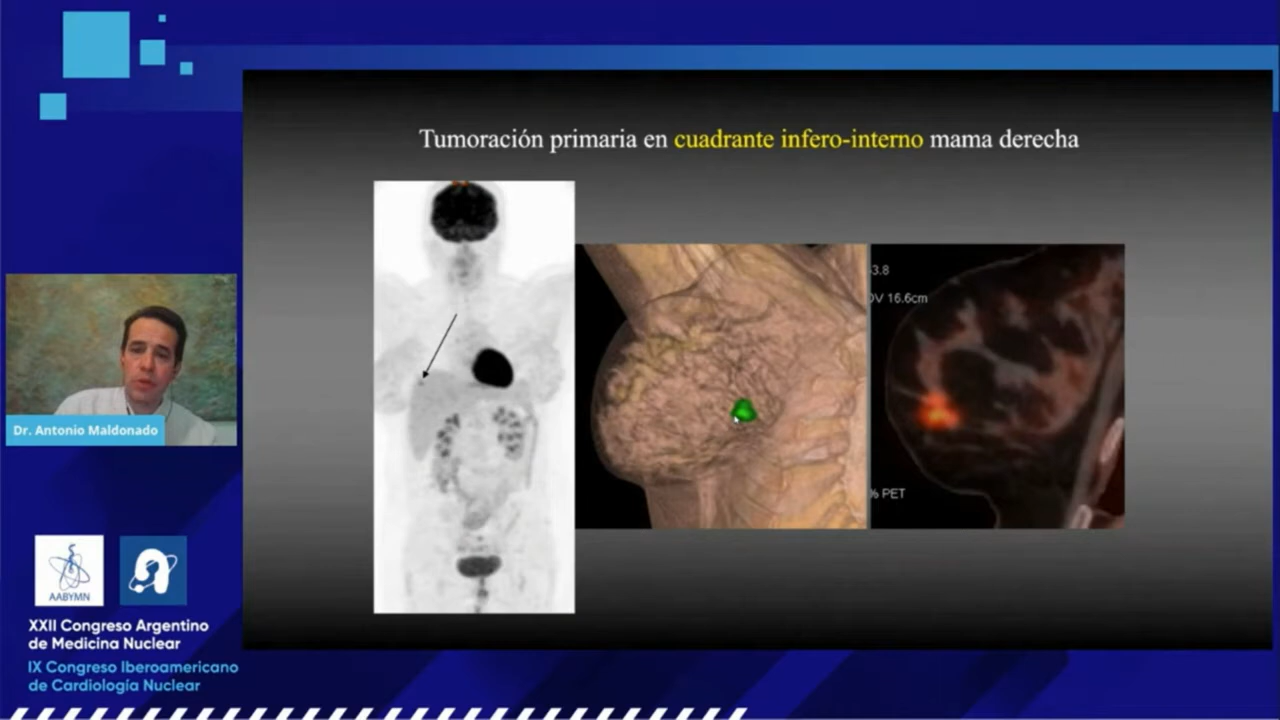 Tumoración primaria en cuadrante infero-interno mama derecha
3.8
OV 16.6cm
% PET
Dr. Antonio Maldonado
AABYMN
XXII Congreso Argentino
de Medicina Nuclear
IX Congreso Iberoamericano
de Cardiología Nuclear